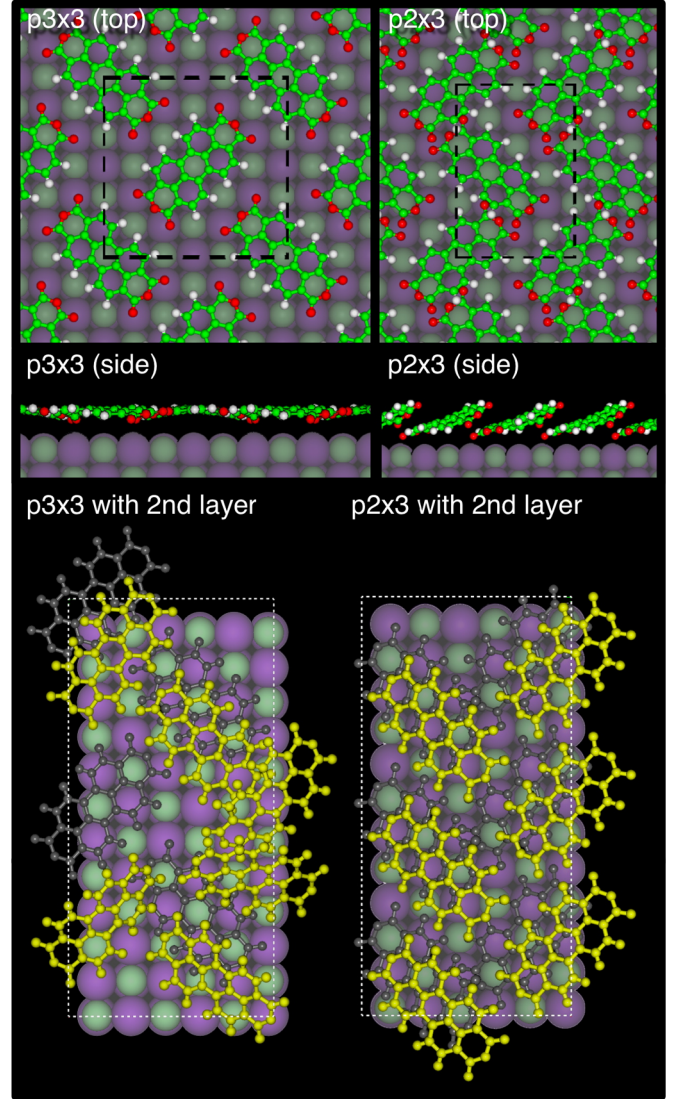 p3x3 (top)
p2x3 (top)
p3x3 (side)
p2x3 (side)
p3x3 with 2nd layer
p2x3 with 2nd layer